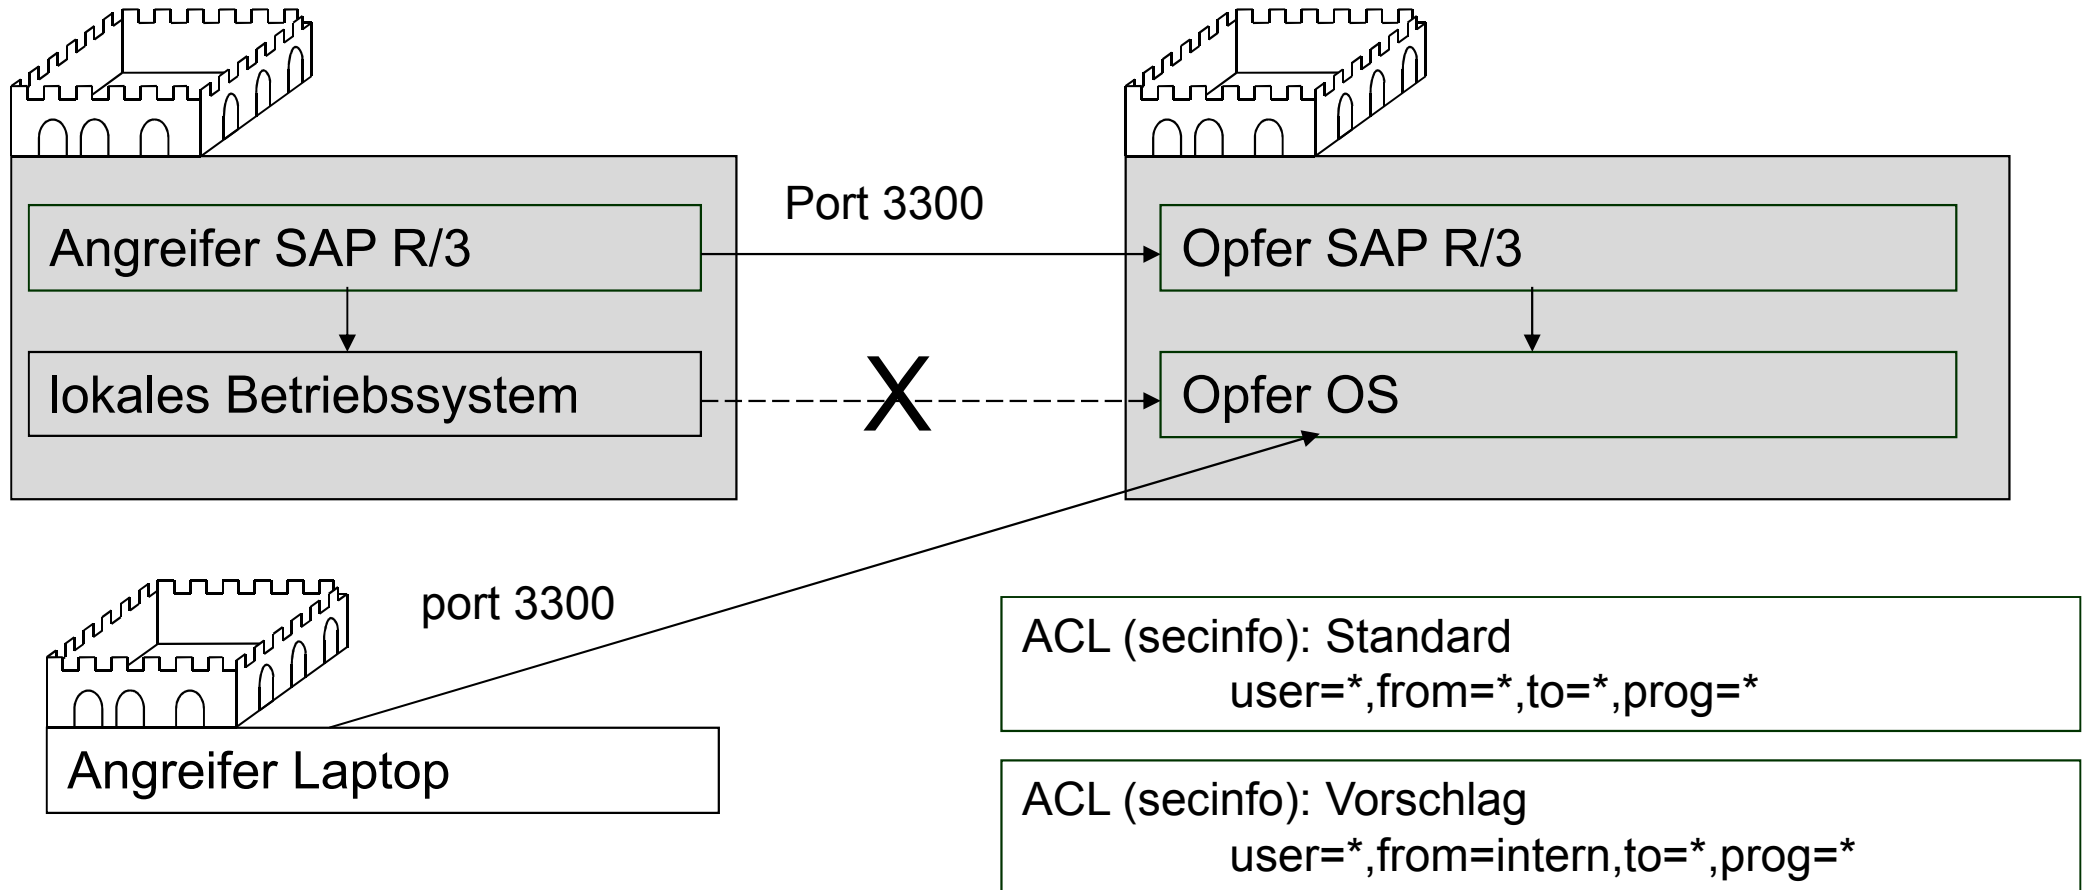 Port 3300
Angreifer SAP R/3
Opfer SAP R/3
lokales Betriebssystem
X
Opfer OS
port 3300
Angreifer Laptop
ACL (secinfo): Standard
user=*,from=*,to=*,prog=*
ACL (secinfo): Vorschlag
user=*,from=intern,to=*,prog=*